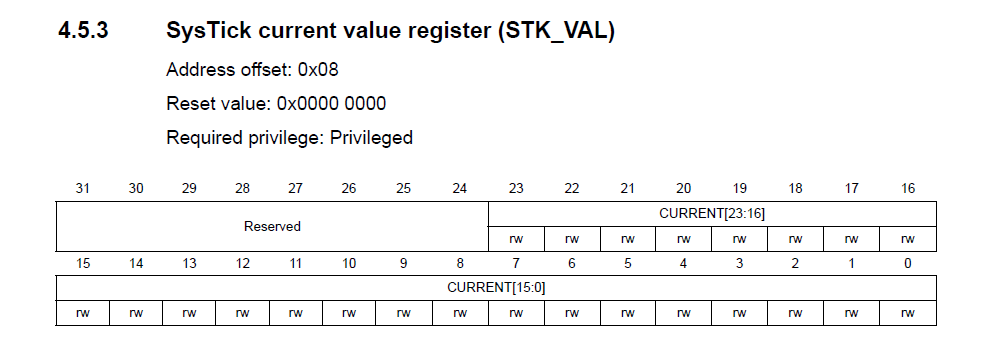 4.5.3 SysTick current value register (STK_VAL)
Address offset: 0x08
Reset value: 0x0000 0000
Required privilege: Privileged
31 30 29 28 27 26 25 24 23 22 21 20 19 18 17 16
Reserved CURRENT[23:16]
rw rw rw rw rw rw rw rw
15 14 13 12 11 10 9 8 7 6 5 4 3 2 1 0
CURRENT[15:0]
rw rw rw rw rw rw rw rw rw rw rw rw rw rw rw rw